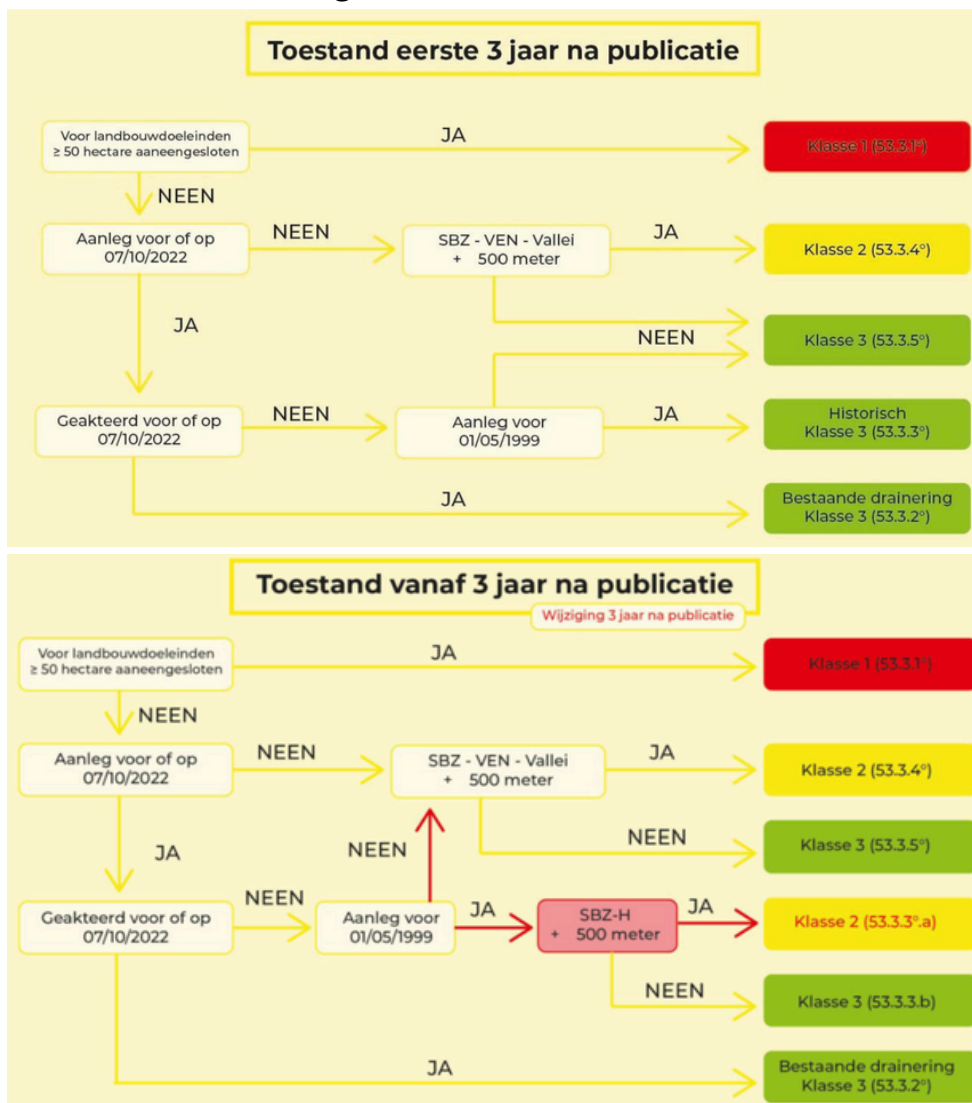 Toestand eerste 3 jaar na publicatie
Voor landbouwdoeleinden
≥ 50 hectare aaneengesloten
JA
Klasse 1 (53.3.1°)
NEEN
Aanleg voor of op
07/10/2022
NEEN
SBZ - VEN - Vallei
+ 500 meter
JA
Klasse 2 (53.3.4°)
JA
NEEN
Klasse 3 (53.3.5°)
Geakteerd voor of op
07/10/2022
NEEN
Aanleg voor
01/05/1999
JA
Historisch
Klasse 3 (53.3.3°)
JA
Bestaande drainering
Klasse 3 (53.3.2°)
Toestand vanaf 3 jaar na publicatie
Wijziging 3 jaar na publicatie
Voor landbouwdoeleinden
≥ 50 hectare aaneengesloten
JA
Klasse 1 (53.3.1°)
NEEN
Aanleg voor of op
07/10/2022
NEEN
SBZ - VEN - Vallei
+ 500 meter
JA
Klasse 2 (53.3.4°)
JA
NEEN
NEEN
Klasse 3 (53.3.5°)
Geakteerd voor of op
07/10/2022
NEEN
Aanleg voor
01/05/1999
JA
SBZ-H
+ 500 meter
JA
Klasse 2 (53.3.3°.a)
NEEN
Klasse 3 (53.3.3.b)
JA
Bestaande drainering
Klasse 3 (53.3.2°)